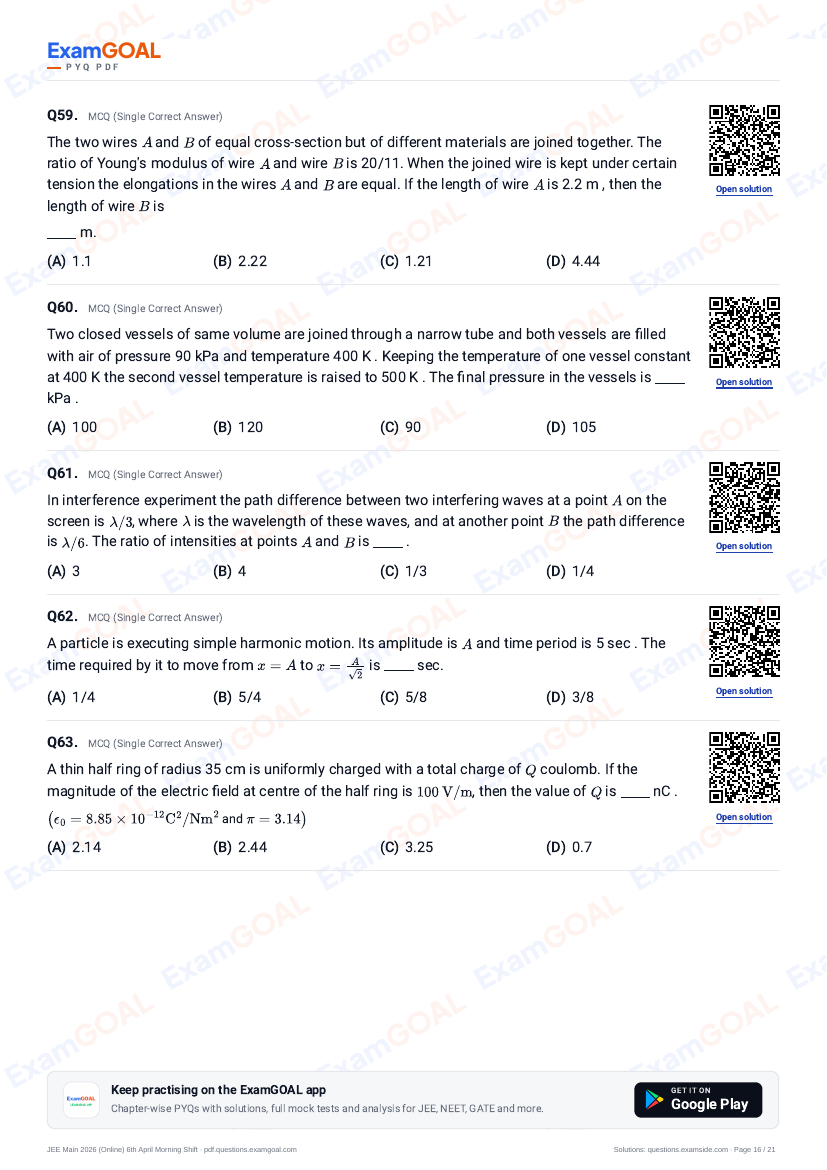 ExamGOAL
PYQ PDF
Q59. MCQ (Single Correct Answer)
The two wires A and B of equal cross-section but of different materials are joined together. The
ratio of Young's modulus of wire A and wire B is 20/11. When the joined wire is kept under certain
tension the elongations in the wires A and B are equal. If the length of wire A is 2.2 m , then the
length of wire B is
____ m.
(A) 1.1 (B) 2.22 (C) 1.21 (D) 4.44
Open solution
Q60. MCQ (Single Correct Answer)
Two closed vessels of same volume are joined through a narrow tube and both vessels are filled
with air of pressure 90 kPa and temperature 400 K . Keeping the temperature of one vessel constant
at 400 K the second vessel temperature is raised to 500 K . The final pressure in the vessels is ____
kPa .
(A) 100 (B) 120 (C) 90 (D) 105
Open solution
Q61. MCQ (Single Correct Answer)
In interference experiment the path difference between two interfering waves at a point A on the
screen is λ/3, where λ is the wavelength of these waves, and at another point B the path difference
is λ/6. The ratio of intensities at points A and B is ____ .
(A) 3 (B) 4 (C) 1/3 (D) 1/4
Open solution
Q62. MCQ (Single Correct Answer)
A particle is executing simple harmonic motion. Its amplitude is A and time period is 5 sec . The
time required by it to move from x = A to x = A/√2 is ____ sec.
(A) 1/4 (B) 5/4 (C) 5/8 (D) 3/8
Open solution
Q63. MCQ (Single Correct Answer)
A thin half ring of radius 35 cm is uniformly charged with a total charge of Q coulomb. If the
magnitude of the electric field at centre of the half ring is 100 V/m, then the value of Q is ____ nC .
(ϵ₀ = 8.85 × 10⁻¹²C²/Nm² and π = 3.14)
(A) 2.14 (B) 2.44 (C) 3.25 (D) 0.7
Open solution
ExamGOAL
Keep practising on the ExamGOAL app
Chapter-wise PYQs with solutions, full mock tests and analysis for JEE, NEET, GATE and more.
GET IT ON
Google Play
JEE Main 2026 (Online) 6th April Morning Shift · pdf.questions.examgoal.com
Solutions: questions.examside.com · Page 16 / 21